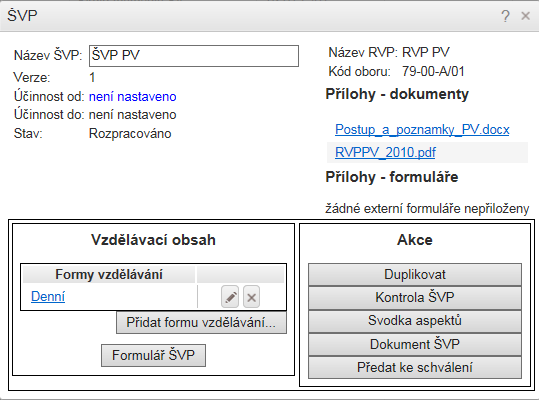 ŠVP
Název ŠVP: ŠVP PV
Verze: 1
Účinnost od: není nastaveno
Účinnost do: není nastaveno
Stav: Rozpracováno
Název RVP: RVP PV
Kód oboru: 79-00-A/01
Přílohy - dokumenty
Postup_a_poznamky_PV.docx
RVPPV_2010.pdf
Přílohy - formuláře
žádné externí formuláře nepřiloženy
Vzdělávací obsah
Formy vzdělávání
Denní
Přidat formu vzdělávání...
Formulář ŠVP
Akce
Duplikovat
Kontrola ŠVP
Svodka aspektů
Dokument ŠVP
Předat ke schválení